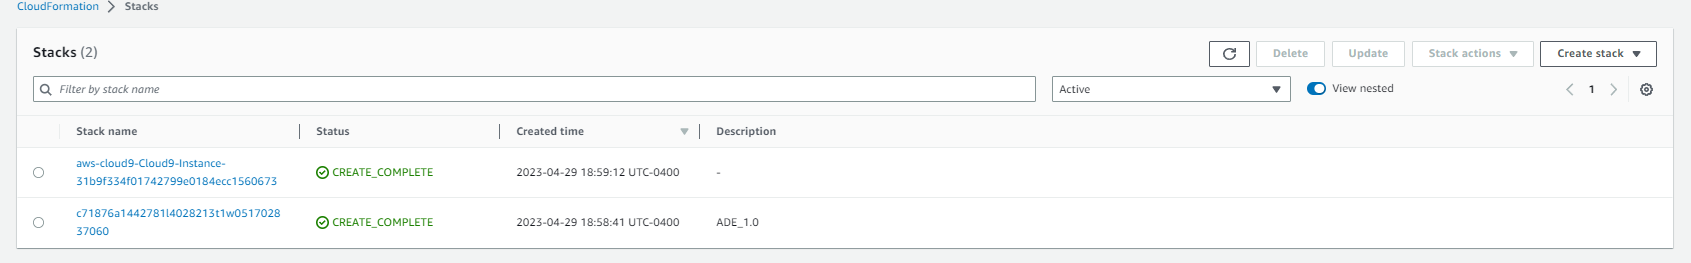 CloudFormation > Stacks
Stacks (2)
Delete
Update
Stack actions
Create stack
Filter by stack name
Active
View nested
1
Stack name
Status
Created time
Description
aws-cloud9-Cloud9-Instance-
31b9f334f01742799e0184ecc1560673
CREATE_COMPLETE
2023-04-29 18:59:12 UTC-0400
-
c71876a1442781l4028213t1w0517028
37060
CREATE_COMPLETE
2023-04-29 18:58:41 UTC-0400
ADE_1.0